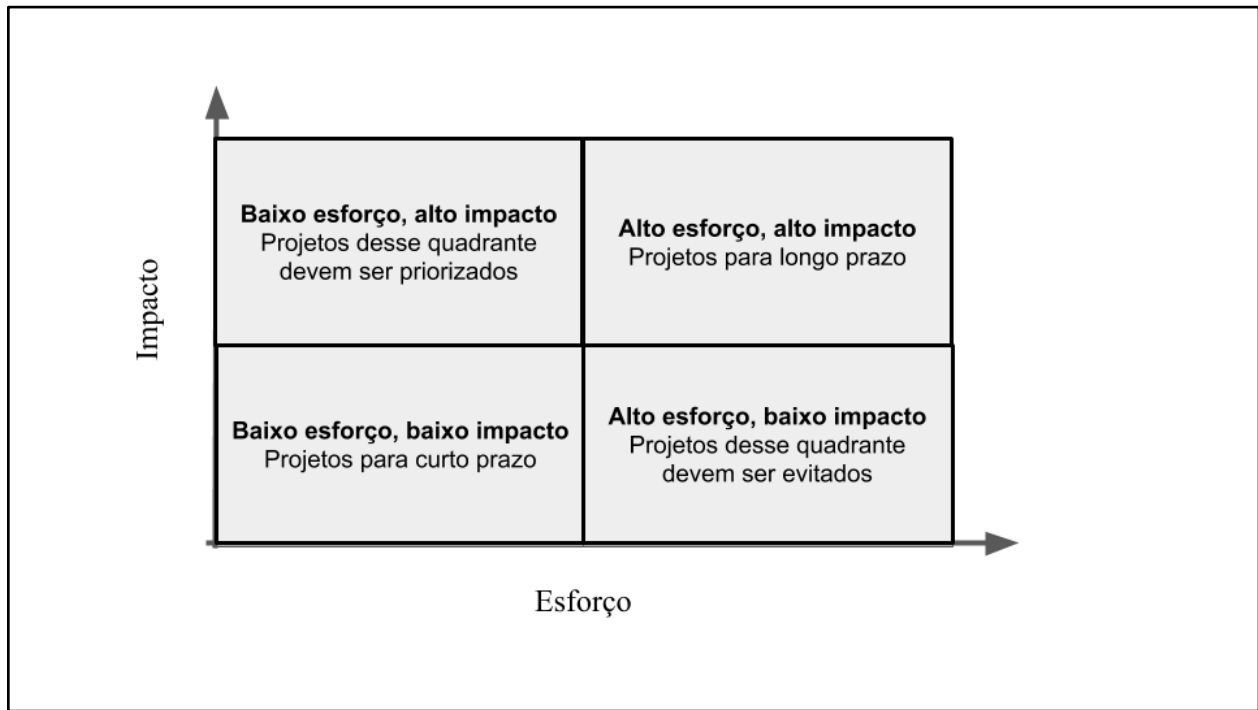 Impacto
Baixo esforço, alto impacto
Projetos desse quadrante
devem ser priorizados
Alto esforço, alto impacto
Projetos para longo prazo
Baixo esforço, baixo impacto
Projetos para curto prazo
Alto esforço, baixo impacto
Projetos desse quadrante
devem ser evitados
Esforço